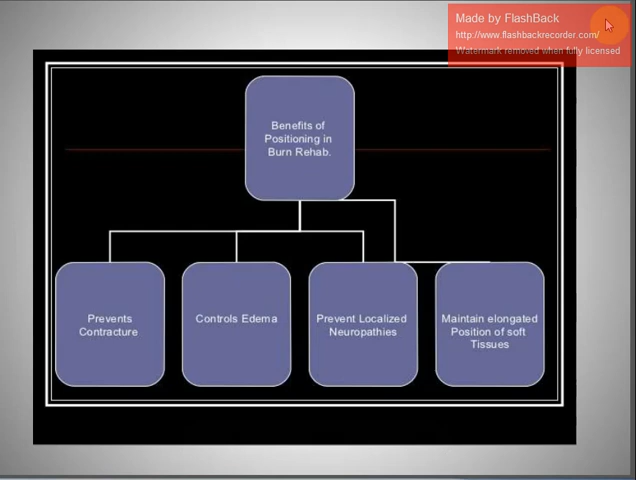 Made by FlashBack
http://www.flashbackrecorder.com/
Watermark removed when fully licensed
Benefits of
Positioning in
Burn Rehab.
Prevents
Contracture
Controls Edema
Prevent Localized
Neuropathies
Maintain elongated
Position of soft
Tissues